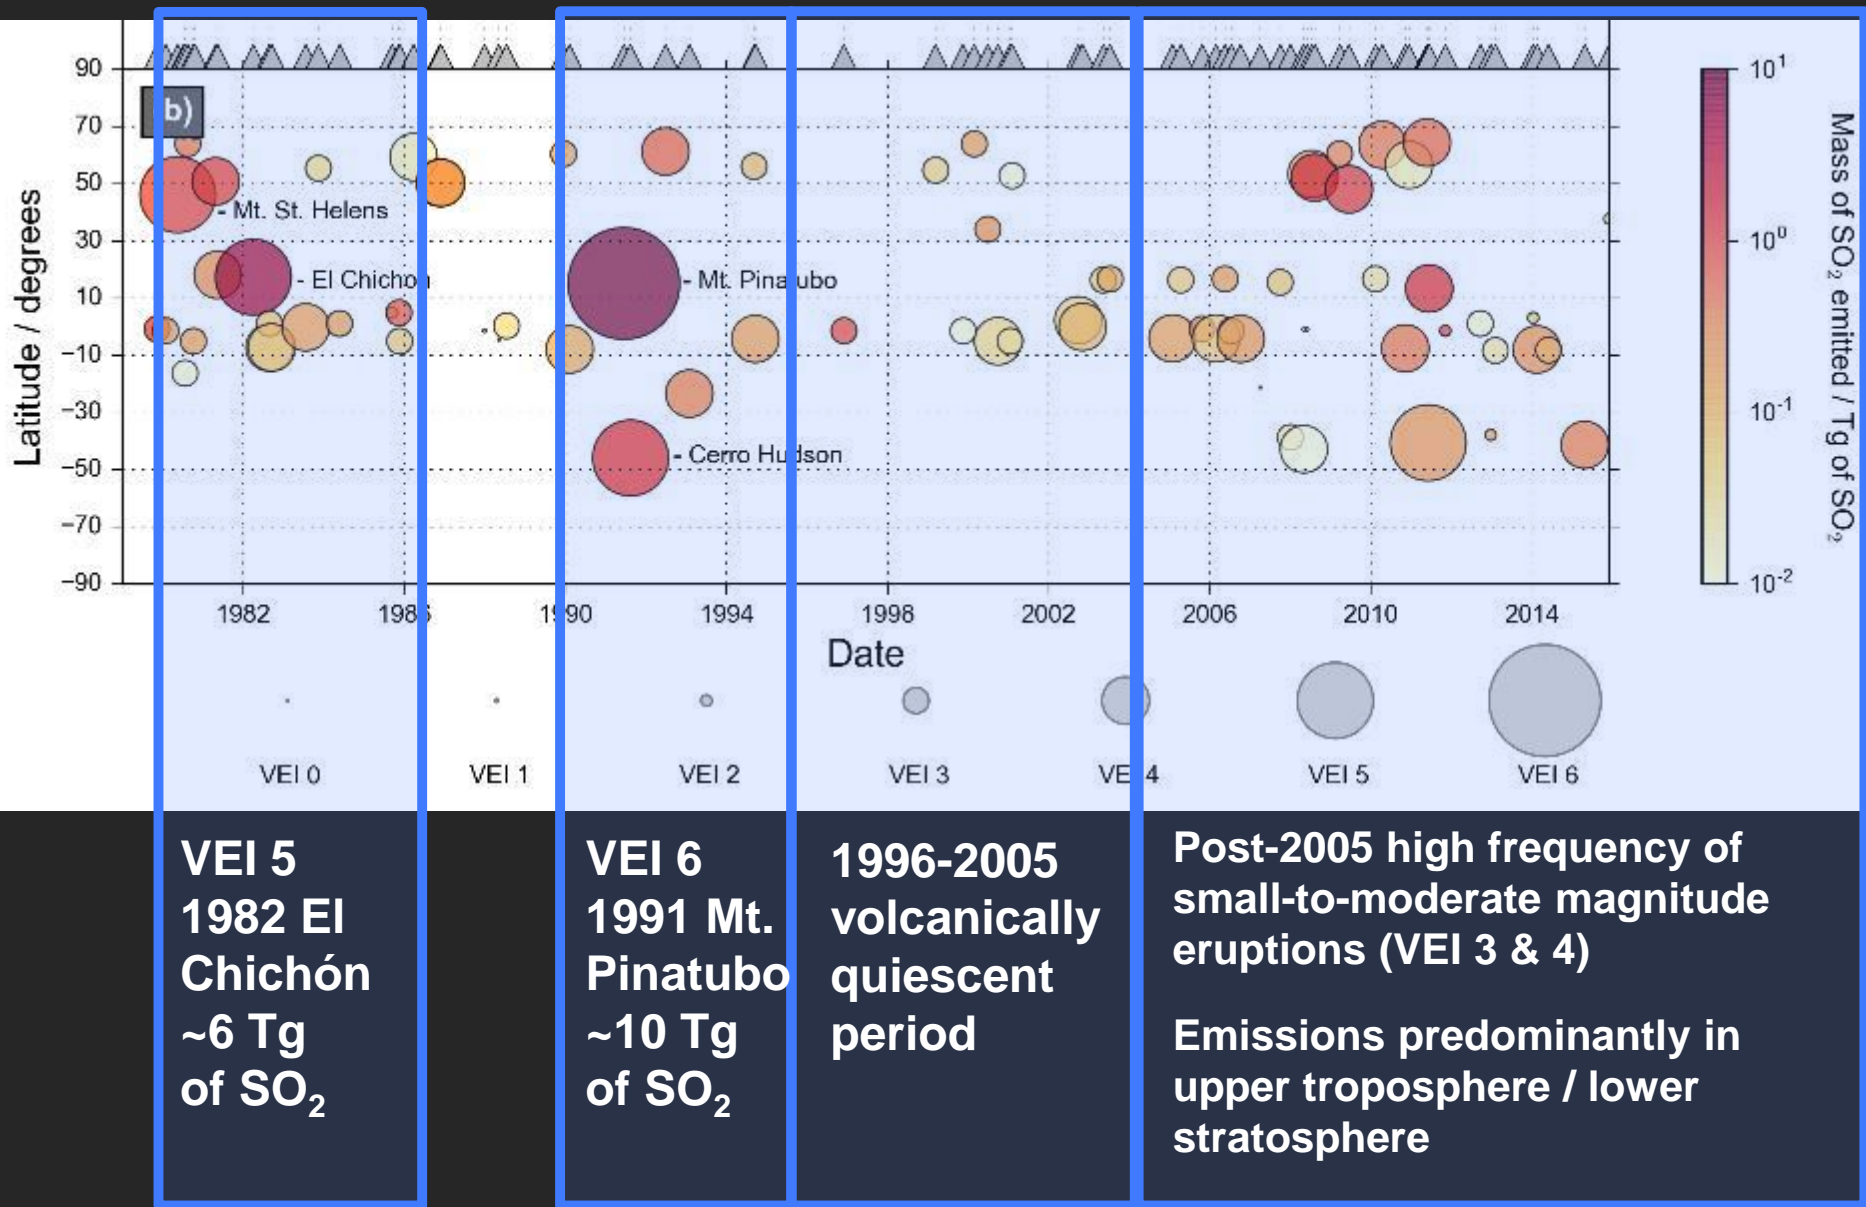 b)
90
70
50
30
10
−10
−30
−50
−70
−90
Latitude / degrees
- Mt. St. Helens
- El Chichon
- Mt. Pinatubo
- Cerro Hudson
1982 1986 1990 1994 1998 2002 2006 2010 2014
Date
10¹
10⁰
10⁻¹
10⁻²
Mass of SO₂ emitted / Tg of SO₂
VEI 0 VEI 1 VEI 2 VEI 3 VEI 4 VEI 5 VEI 6
VEI 5
1982 El
Chichón
~6 Tg
of SO₂
VEI 6
1991 Mt.
Pinatubo
~10 Tg
of SO₂
1996-2005
volcanically
quiescent
period
Post-2005 high frequency of
small-to-moderate magnitude
eruptions (VEI 3 & 4)
Emissions predominantly in
upper troposphere / lower
stratosphere